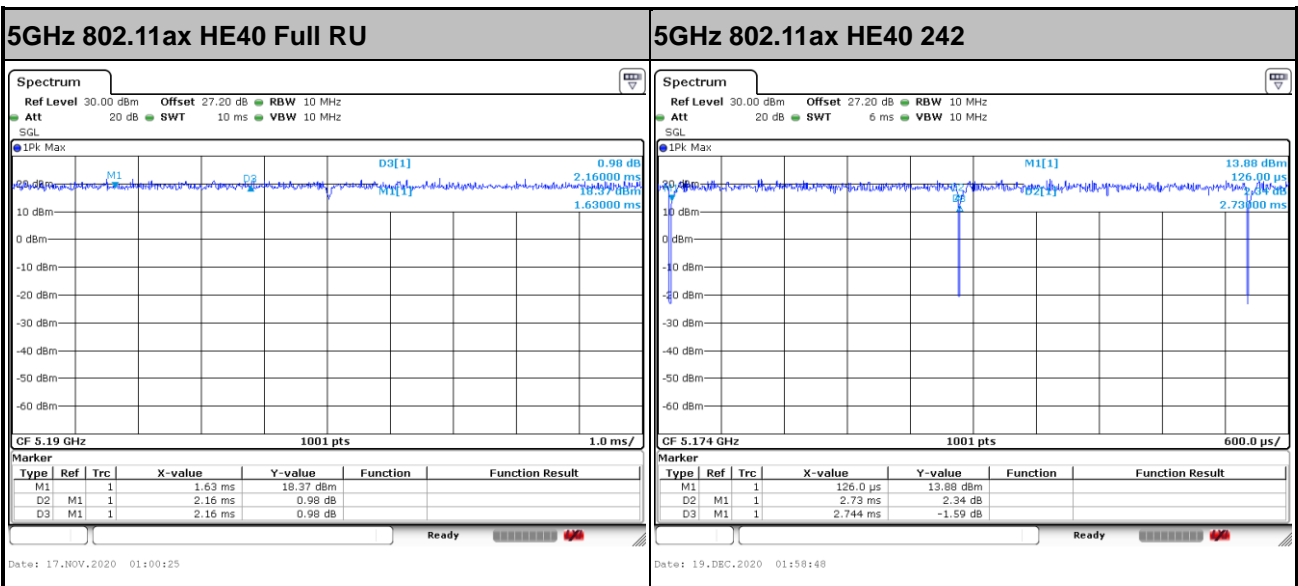 5GHz 802.11ax HE40 Full RU
Spectrum
Ref Level 30.00 dBm Offset 27.20 dB RBW 10 MHz
Att 20 dB SWT 10 ms VBW 10 MHz
SGL
1Pk Max
D3[1] 0.98 dB
2.16000 ms
M1[1] 18.37 dBm
1.63000 ms
M1
D3
20 dBm
10 dBm
0 dBm
-10 dBm
-20 dBm
-30 dBm
-40 dBm
-50 dBm
-60 dBm
CF 5.19 GHz 1001 pts 1.0 ms/
Marker
Type Ref Trc X-value Y-value Function Function Result
M1 1 1.63 ms 18.37 dBm
D2 M1 1 2.16 ms 0.98 dB
D3 M1 1 2.16 ms 0.98 dB
Ready
Date: 17.NOV.2020 01:00:25
5GHz 802.11ax HE40 242
Spectrum
Ref Level 30.00 dBm Offset 27.20 dB RBW 10 MHz
Att 20 dB SWT 6 ms VBW 10 MHz
SGL
1Pk Max
M1[1] 13.88 dBm
126.00 µs
D2[1] 2.34 dB
2.73000 ms
20 dBm
D3
10 dBm
0 dBm
-10 dBm
-20 dBm
-30 dBm
-40 dBm
-50 dBm
-60 dBm
CF 5.174 GHz 1001 pts 600.0 µs/
Marker
Type Ref Trc X-value Y-value Function Function Result
M1 1 126.0 µs 13.88 dBm
D2 M1 1 2.73 ms 2.34 dB
D3 M1 1 2.744 ms -1.59 dB
Ready
Date: 19.DEC.2020 01:58:48